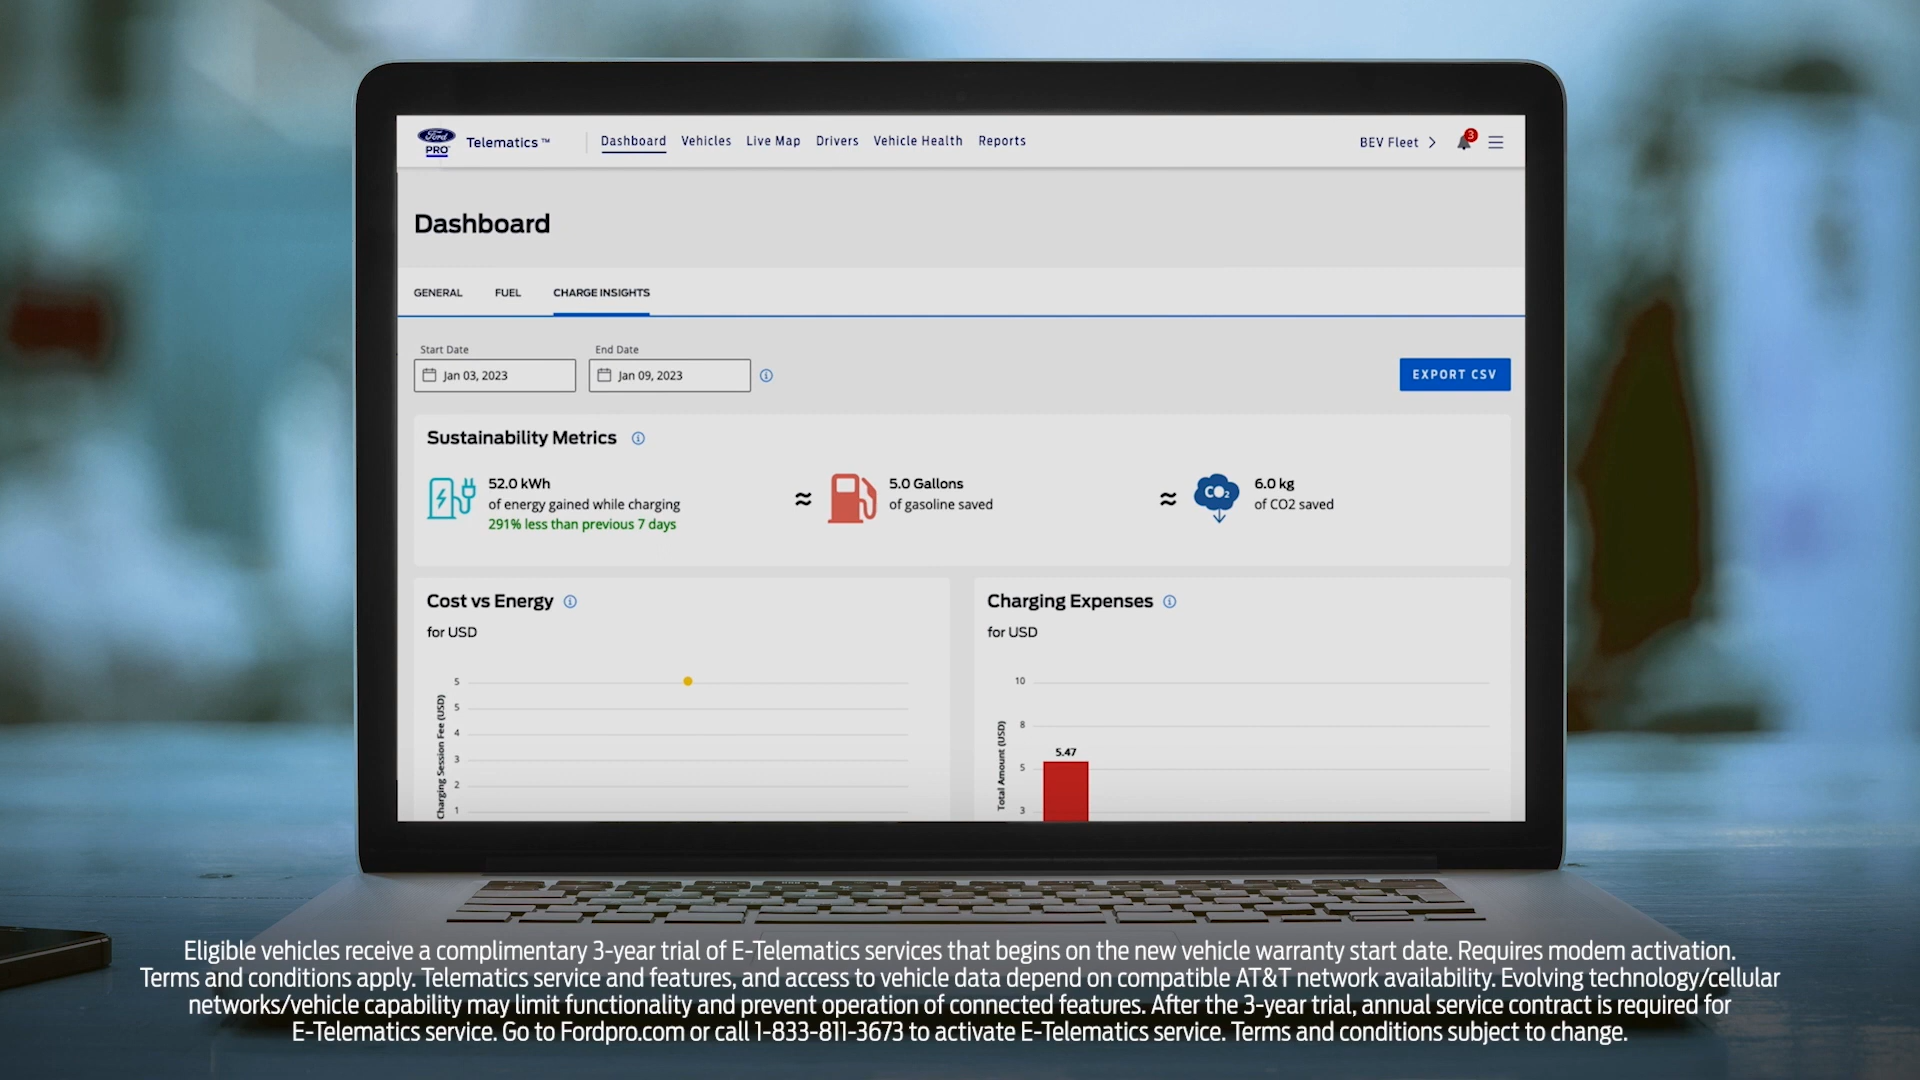 Ford
PRO
Telematics ™
Dashboard Vehicles Live Map Drivers Vehicle Health Reports
BEV Fleet
3
Dashboard
GENERAL FUEL CHARGE INSIGHTS
Start Date
End Date
Jan 03, 2023
Jan 09, 2023
EXPORT CSV
Sustainability Metrics
52.0 kWh
of energy gained while charging
291% less than previous 7 days
≈
5.0 Gallons
of gasoline saved
≈
CO2
6.0 kg
of CO2 saved
Cost vs Energy
for USD
Charging Session Fee (USD)
5
5
4
3
2
1
Charging Expenses
for USD
Total Amount (USD)
10
8
5
3
5.47
Eligible vehicles receive a complimentary 3-year trial of E-Telematics services that begins on the new vehicle warranty start date. Requires modem activation.
Terms and conditions apply. Telematics service and features, and access to vehicle data depend on compatible AT&T network availability. Evolving technology/cellular
networks/vehicle capability may limit functionality and prevent operation of connected features. After the 3-year trial, annual service contract is required for
E-Telematics service. Go to Fordpro.com or call 1-833-811-3673 to activate E-Telematics service. Terms and conditions subject to change.